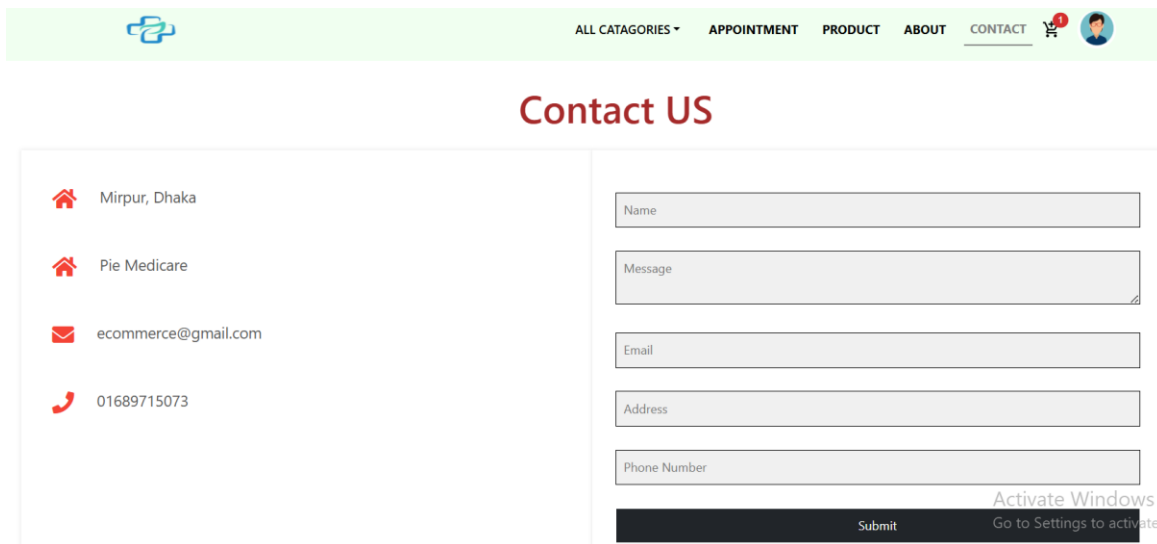 ALL CATAGORIES APPOINTMENT PRODUCT ABOUT CONTACT 1
Contact US
Mirpur, Dhaka
Pie Medicare
ecommerce@gmail.com
01689715073
Name
Message
Email
Address
Phone Number
Submit
Activate Windows
Go to Settings to activate